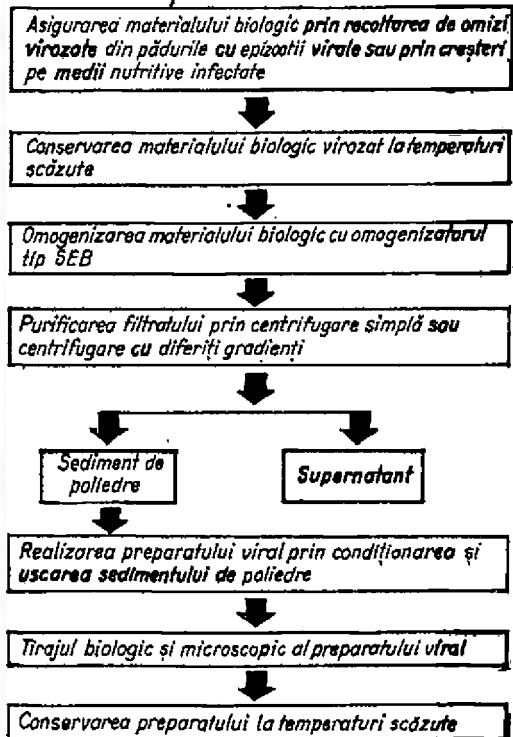 Asigurarea materialului biologic prin recoltarea de omizi
virozate din pădurile cu epizootii virale sau prin creșteri
pe medii nutritive infectate
Conservarea materialului biologic virozat la temperaturi
scăzute
Omogenizarea materialului biologic cu omogenizatorul
tip SEB
Purificarea filtratului prin centrifugare simplă sau
centrifugare cu diferiți gradienți
Sediment de
poliedre
Supernatant
Realizarea preparatului viral prin condiționarea și
uscarea sedimentului de poliedre
Tirajul biologic și microscopic al preparatului viral
Conservarea preparatului la temperaturi scăzute